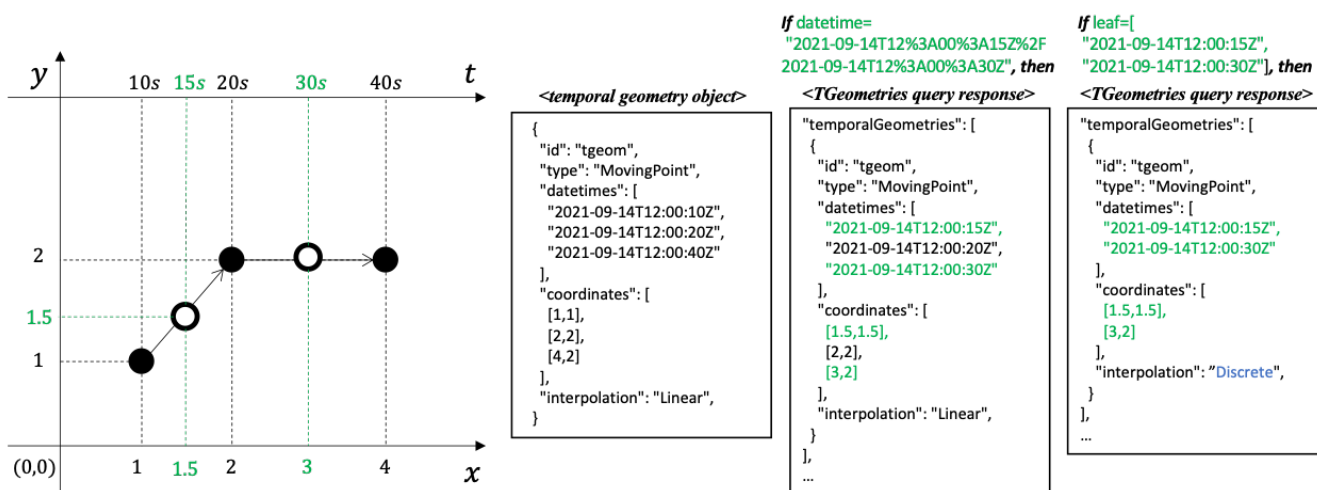 y
10s 15s 20s 30s 40s t
2
1.5
1
(0,0) 1 1.5 2 3 4 x
<temporal geometry object>
{
"id": "tgeom",
"type": "MovingPoint",
"datetimes": [
"2021-09-14T12:00:10Z",
"2021-09-14T12:00:20Z",
"2021-09-14T12:00:40Z"
],
"coordinates": [
[1,1],
[2,2],
[4,2]
],
"interpolation": "Linear",
}
If datetime=
"2021-09-14T12%3A00%3A15Z%2F
2021-09-14T12%3A00%3A30Z", then
<TGeometries query response>
"temporalGeometries": [
{
"id": "tgeom",
"type": "MovingPoint",
"datetimes": [
"2021-09-14T12:00:15Z",
"2021-09-14T12:00:20Z",
"2021-09-14T12:00:30Z"
],
"coordinates": [
[1.5,1.5],
[2,2],
[3,2]
],
"interpolation": "Linear",
}
],
...
If leaf=[
"2021-09-14T12:00:15Z",
"2021-09-14T12:00:30Z"], then
<TGeometries query response>
"temporalGeometries": [
{
"id": "tgeom",
"type": "MovingPoint",
"datetimes": [
"2021-09-14T12:00:15Z",
"2021-09-14T12:00:30Z"
],
"coordinates": [
[1.5,1.5],
[3,2]
],
"interpolation": ”Discrete",
}
],
...